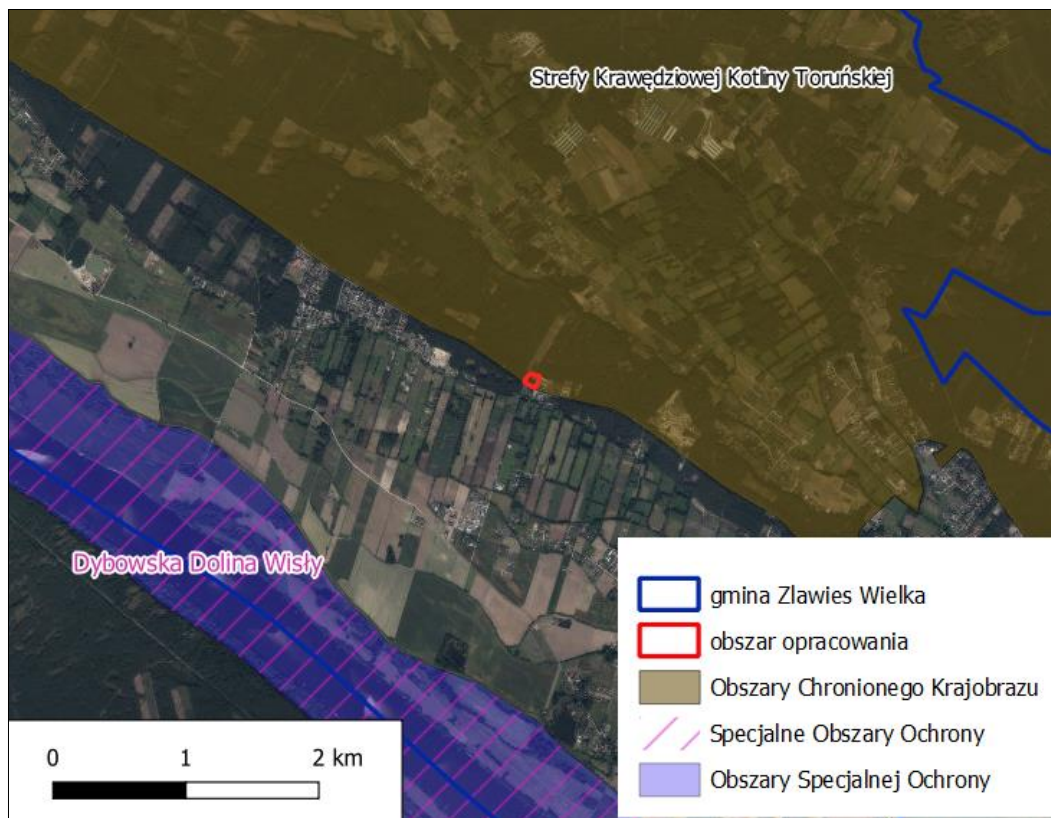 Strefy Krawędziowej Kotliny Toruńskiej
Dybowska Dolina Wisły
gmina Zlawies Wielka
obszar opracowania
Obszary Chronionego Krajobrazu
Specjalne Obszary Ochrony
Obszary Specjalnej Ochrony
0 1 2 km